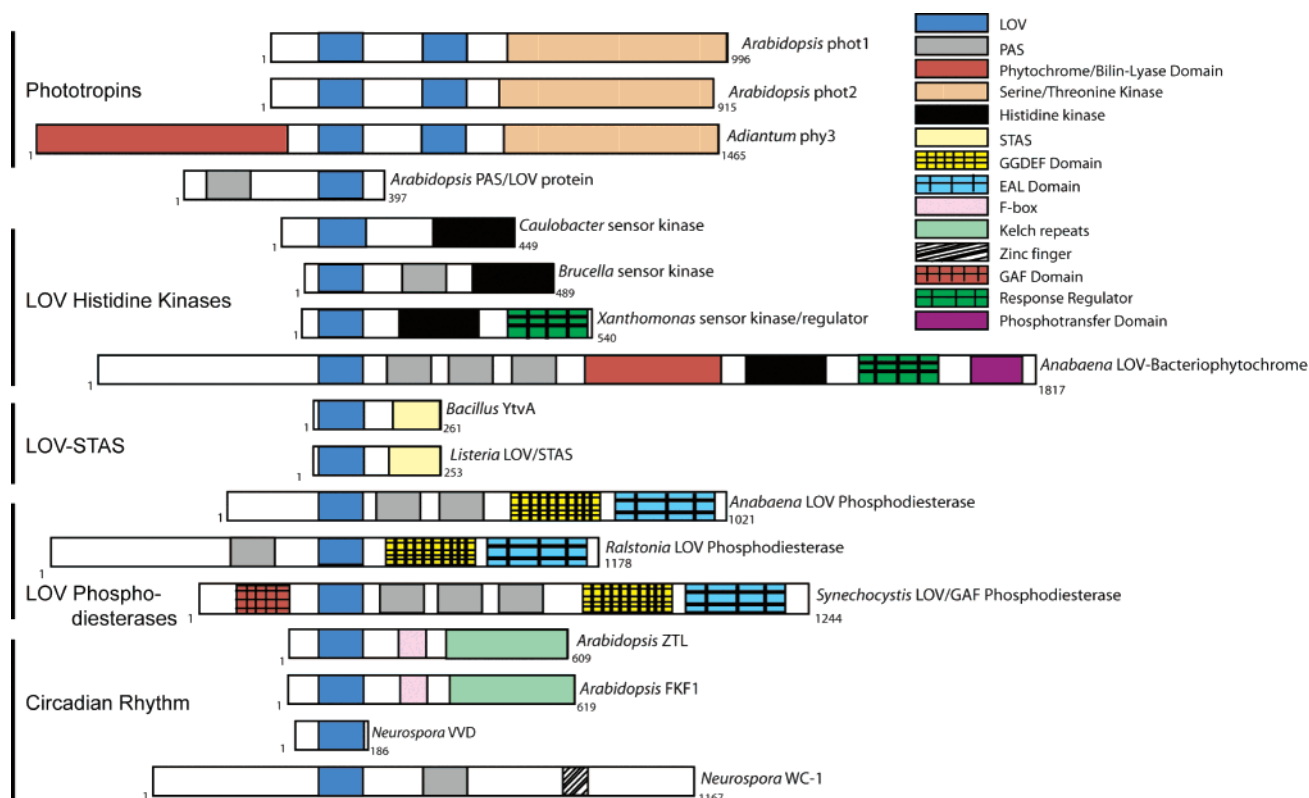 Phototropins
1
996
Arabidopsis phot1
1
915
Arabidopsis phot2
1
1465
Adiantum phy3
1
397
Arabidopsis PAS/LOV protein
LOV Histidine Kinases
1
449
Caulobacter sensor kinase
1
489
Brucella sensor kinase
1
540
Xanthomonas sensor kinase/regulator
1
1817
Anabaena LOV-Bacteriophytochrome
LOV-STAS
1
261
Bacillus YtvA
1
253
Listeria LOV/STAS
LOV Phospho-
diesterases
1
1021
Anabaena LOV Phosphodiesterase
1
1178
Ralstonia LOV Phosphodiesterase
1
1244
Synechocystis LOV/GAF Phosphodiesterase
Circadian Rhythm
1
609
Arabidopsis ZTL
1
619
Arabidopsis FKF1
1
186
Neurospora VVD
1
1167
Neurospora WC-1
LOV
PAS
Phytochrome/Bilin-Lyase Domain
Serine/Threonine Kinase
Histidine kinase
STAS
GGDEF Domain
EAL Domain
F-box
Kelch repeats
Zinc finger
GAF Domain
Response Regulator
Phosphotransfer Domain